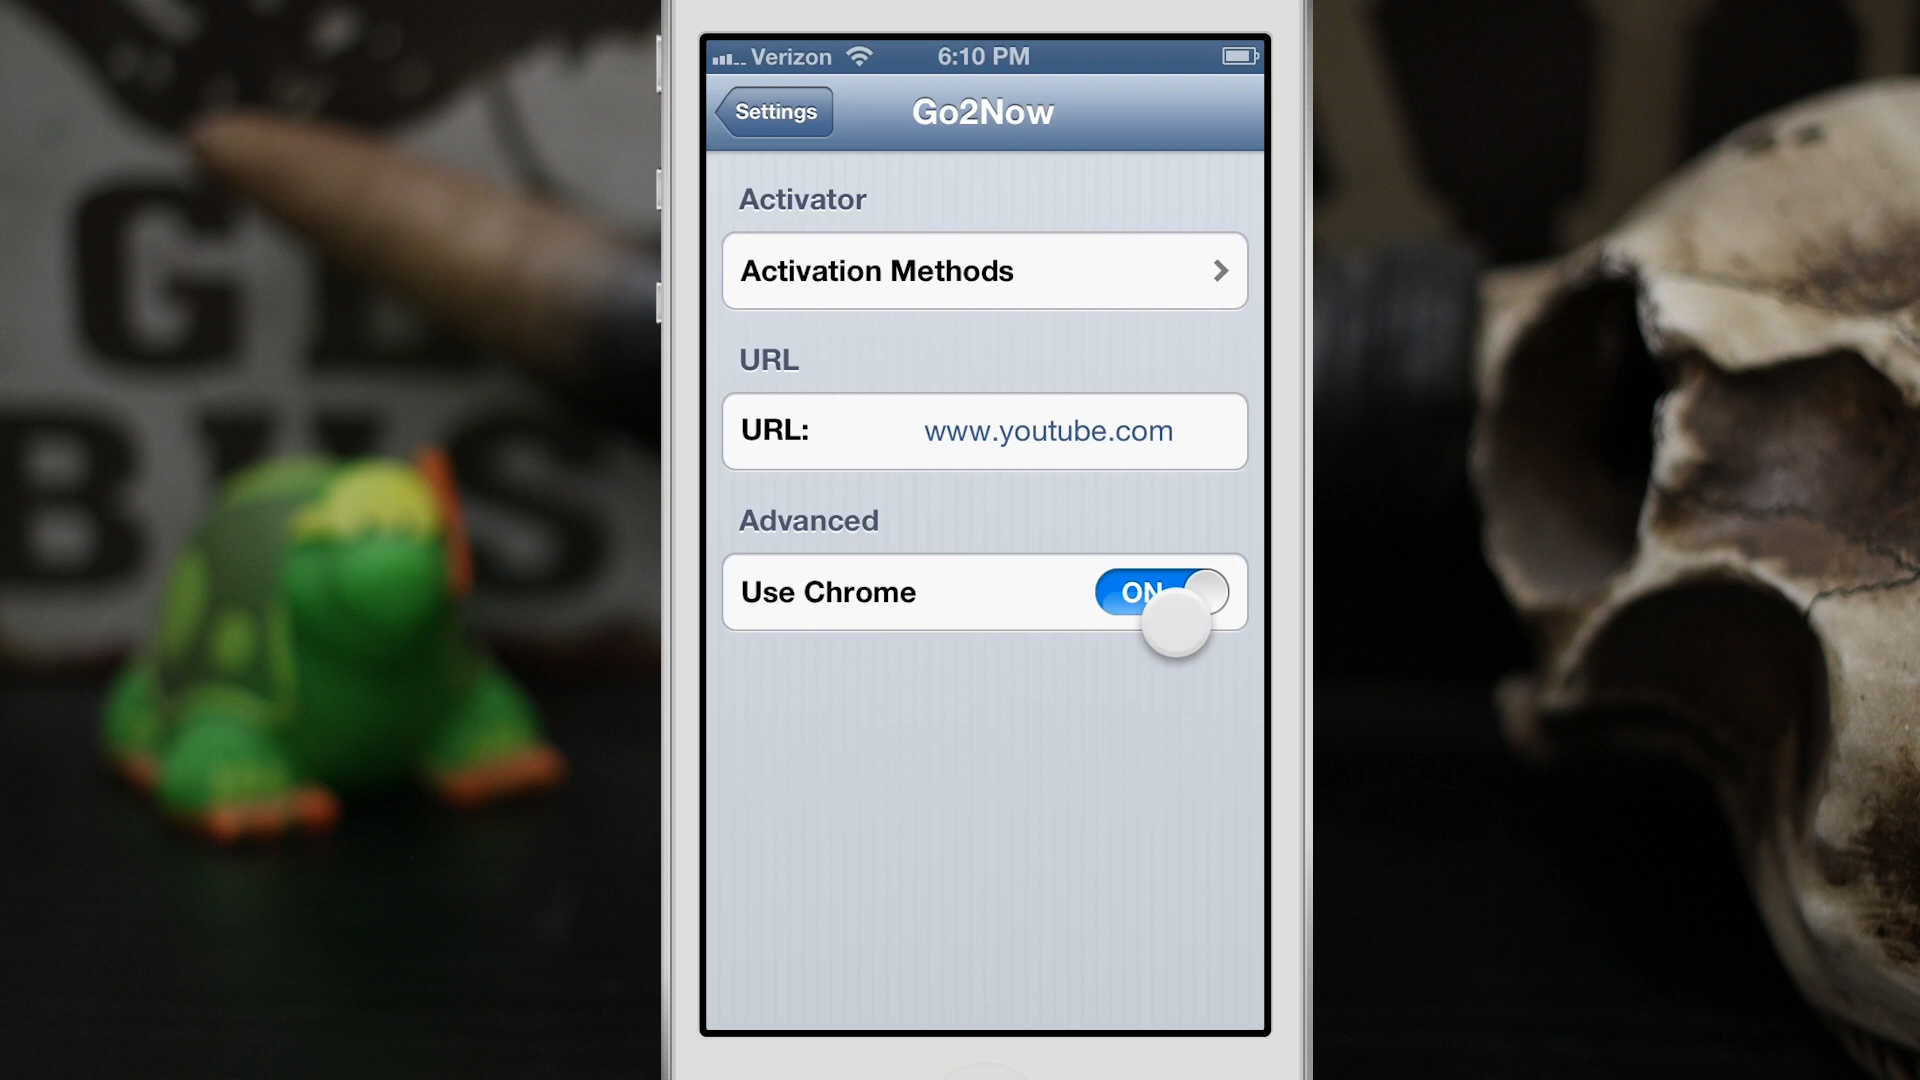 Verizon 6:10 PM
Settings Go2Now
Activator
Activation Methods
URL
URL: www.youtube.com
Advanced
Use Chrome ON